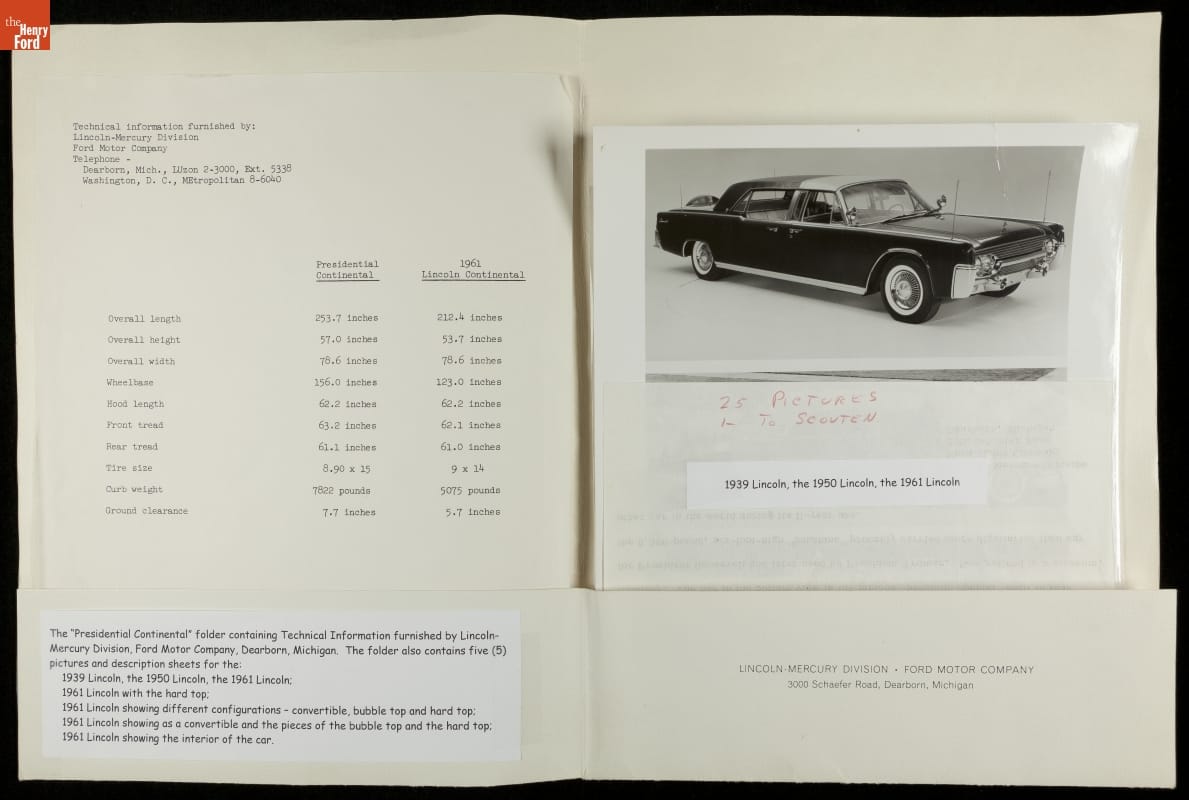 the
Henry
Ford
Technical information furnished by:
Lincoln-Mercury Division
Ford Motor Company
Telephone -
Dearborn, Mich., LUzon 2-3000, Ext. 5338
Washington, D. C., MEtropolitan 8-6040
Presidential Continental 1961 Lincoln Continental
Overall length 253.7 inches 212.4 inches
Overall height 57.0 inches 53.7 inches
Overall width 78.6 inches 78.6 inches
Wheelbase 156.0 inches 123.0 inches
Hood length 62.2 inches 62.2 inches
Front tread 63.2 inches 62.1 inches
Rear tread 61.1 inches 61.0 inches
Tire size 8.90 x 15 9 x 14
Curb weight 7822 pounds 5075 pounds
Ground clearance 7.7 inches 5.7 inches
The "Presidential Continental" folder containing Technical Information furnished by Lincoln-
Mercury Division, Ford Motor Company, Dearborn, Michigan. The folder also contains five (5)
pictures and description sheets for the:
1939 Lincoln, the 1950 Lincoln, the 1961 Lincoln;
1961 Lincoln with the hard top;
1961 Lincoln showing different configurations – convertible, bubble top and hard top;
1961 Lincoln showing as a convertible and the pieces of the bubble top and the hard top;
1961 Lincoln showing the interior of the car.
25 PICTURES
1- TO SCOUTEN
1939 Lincoln, the 1950 Lincoln, the 1961 Lincoln
LINCOLN-MERCURY DIVISION • FORD MOTOR COMPANY
3000 Schaefer Road, Dearborn, Michigan